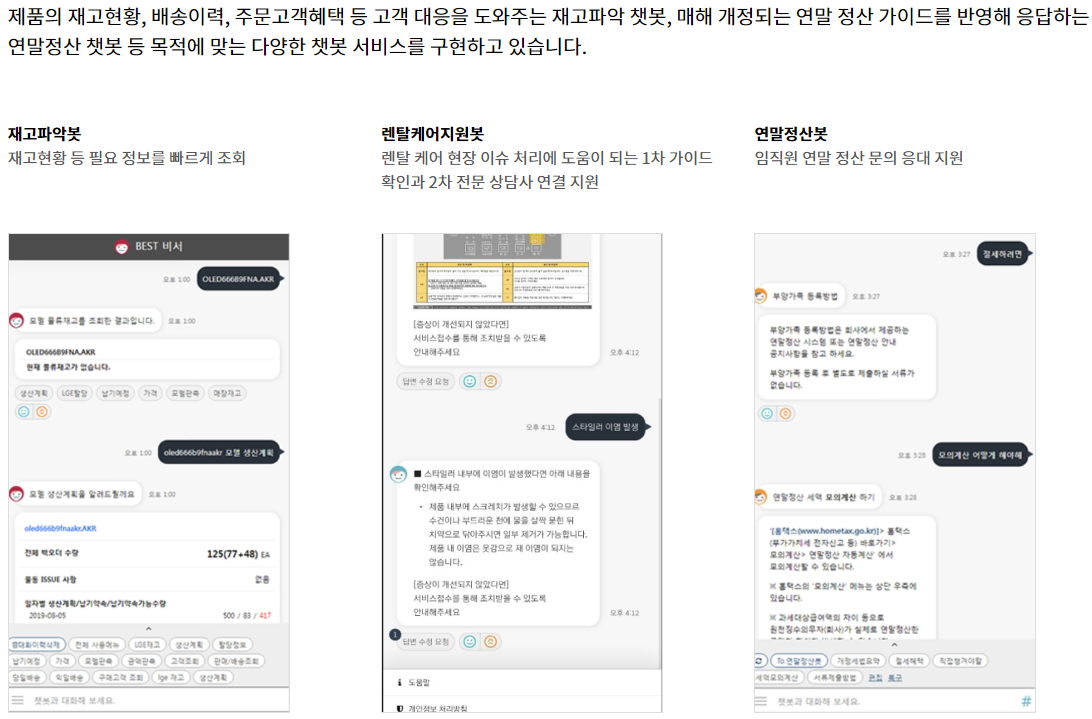 제품의 재고현황, 배송이력, 주문고객혜택 등 고객 대응을 도와주는 재고파악 챗봇, 매해 개정되는 연말 정산 가이드를 반영해 응답하는
연말정산 챗봇 등 목적에 맞는 다양한 챗봇 서비스를 구현하고 있습니다.
재고파악봇
재고현황 등 필요 정보를 빠르게 조회
렌탈케어지원봇
렌탈 케어 현장 이슈 처리에 도움이 되는 1차 가이드
확인과 2차 전문 상담사 연결 지원
연말정산봇
임직원 연말 정산 문의 응대 지원
BEST 비서
오후 1:00
OLED666B9FNA.AKR
모델 물류재고를 조회한 결과입니다.
오후 1:00
OLED666B9FNA.AKR
현재 물류재고가 없습니다.
생산계획
LGE할당
납기예정
가격
모델판촉
매장재고
오후 1:00
oled666b9fnaakr 모델 생산계획
모델 생산계획을 알려드릴게요
오후 1:00
oled666b9fnaakr.AKR
전체 백오더 수량
125(77+48) EA
물동 ISSUE 사항
없음
일자별 생산계획/납기약속/납기약속가능수량
2019-08-05
500 / 83 / 417
전체 사용메뉴
LGE재고
생산계획
할당정보
납기예정
가격
모델판촉
금액판촉
고객조회
판매/배송조회
당일배송
익일배송
구매고객 조회
lge 재고
생산계획
챗봇과 대화해 보세요.
[증상이 개선되지 않았다면]
서비스접수를 통해 조치받을 수 있도록
안내해주세요
오후 4:12
답변 수정 요청
오후 4:12
스타일러 이염 발생
■ 스타일러 내부에 이염이 발생했다면 아래 내용을
확인해주세요
• 제품 내부에 스크레치가 발생할 수 있으므로
수건이나 부드러운 천에 물을 살짝 묻힌 뒤
치약으로 닦아주시면 일부 제거가 가능합니다.
제품 내 이염은 옷감으로 재 이염이 되지는
않습니다.
[증상이 개선되지 않았다면]
서비스접수를 통해 조치받을 수 있도록
안내해주세요
오후 4:12
1
답변 수정 요청
도움말
개인정보 처리방침
오후 3:27
절세하려면
부양가족 등록방법
오후 3:27
부양가족 등록방법은 회사에서 제공하는
연말정산 시스템 또는 연말정산 안내
공지사항을 참고 하세요.
부양가족 등록 후 별도로 제출하실 서류가
없습니다.
오후 3:28
모의계산 어떻게 해야해
연말정산 세액 모의계산 하기
오후 3:28
'[홈택스(www.hometax.go.kr)]> 홈택스
(부가가치세 전자신고 등) 바로가기>
모의계산> 연말정산 자동계산' 에서
모의계산할 수 있습니다.
※ 홈택스의 '모의계산' 메뉴는 상단 우측에
있습니다.
※ 과세대상급여액의 차이 등으로
원천징수의무자(회사)가 실제로 연말정산한
To.연말정산봇
개정세법요약
절세혜택
직접챙겨야할
세액모의계산
서류제출방법
편집
복구
챗봇과 대화해 보세요.
#